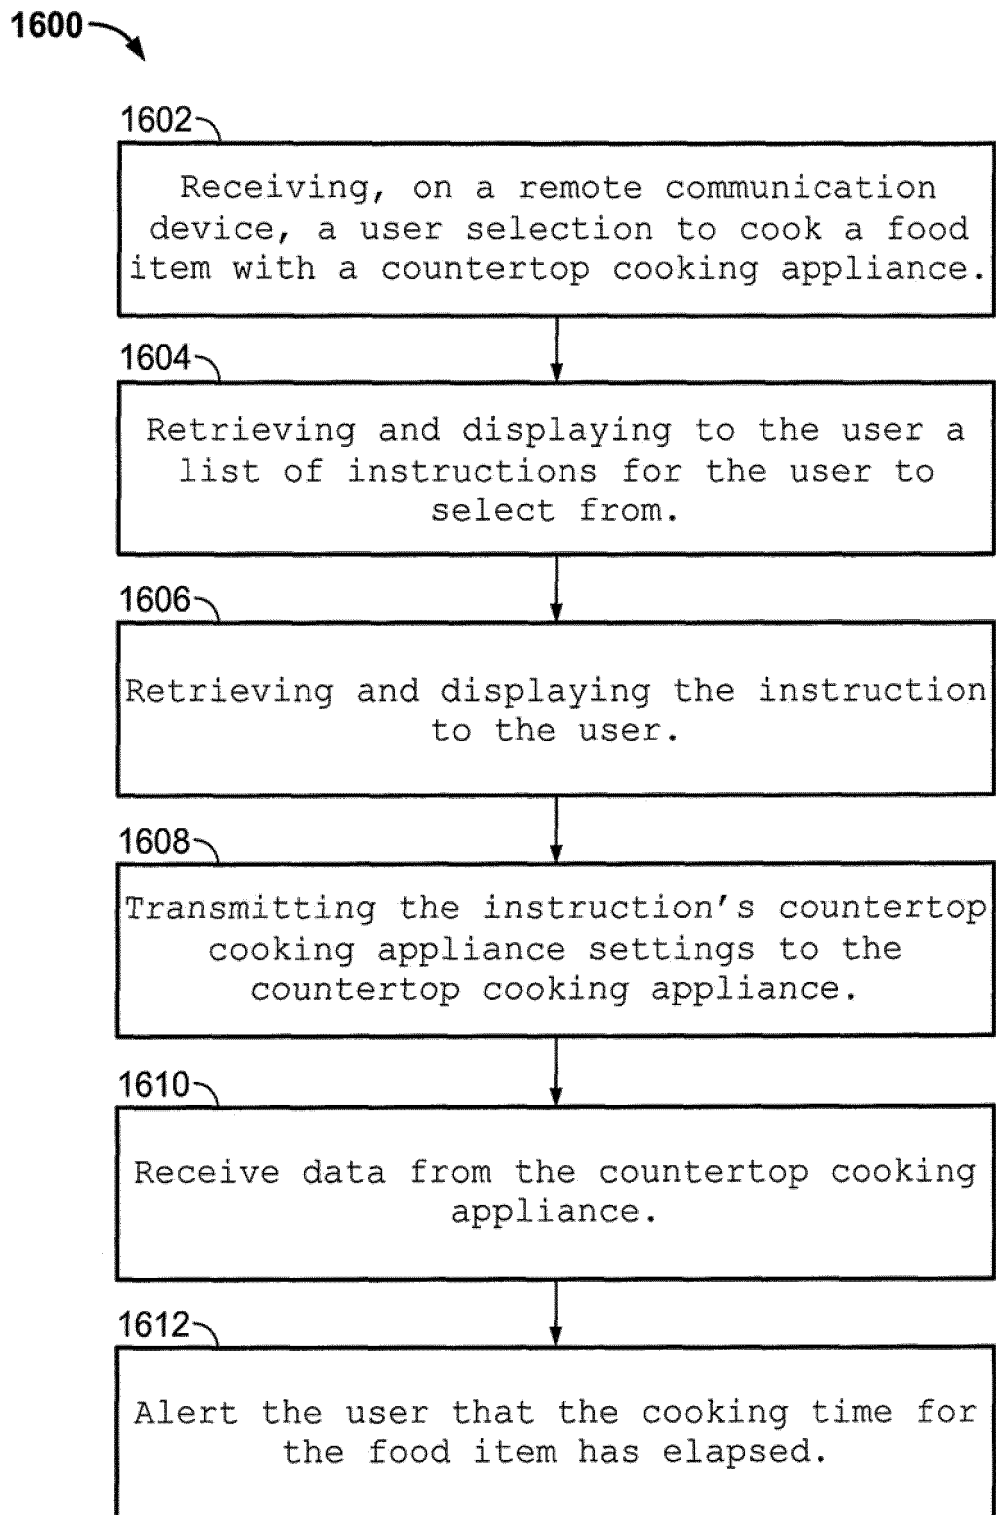 1600
1602
Receiving, on a remote communication
device, a user selection to cook a food
item with a countertop cooking appliance.
1604
Retrieving and displaying to the user a
list of instructions for the user to
select from.
1606
Retrieving and displaying the instruction
to the user.
1608
Transmitting the instruction's countertop
cooking appliance settings to the
countertop cooking appliance.
1610
Receive data from the countertop cooking
appliance.
1612
Alert the user that the cooking time for
the food item has elapsed.